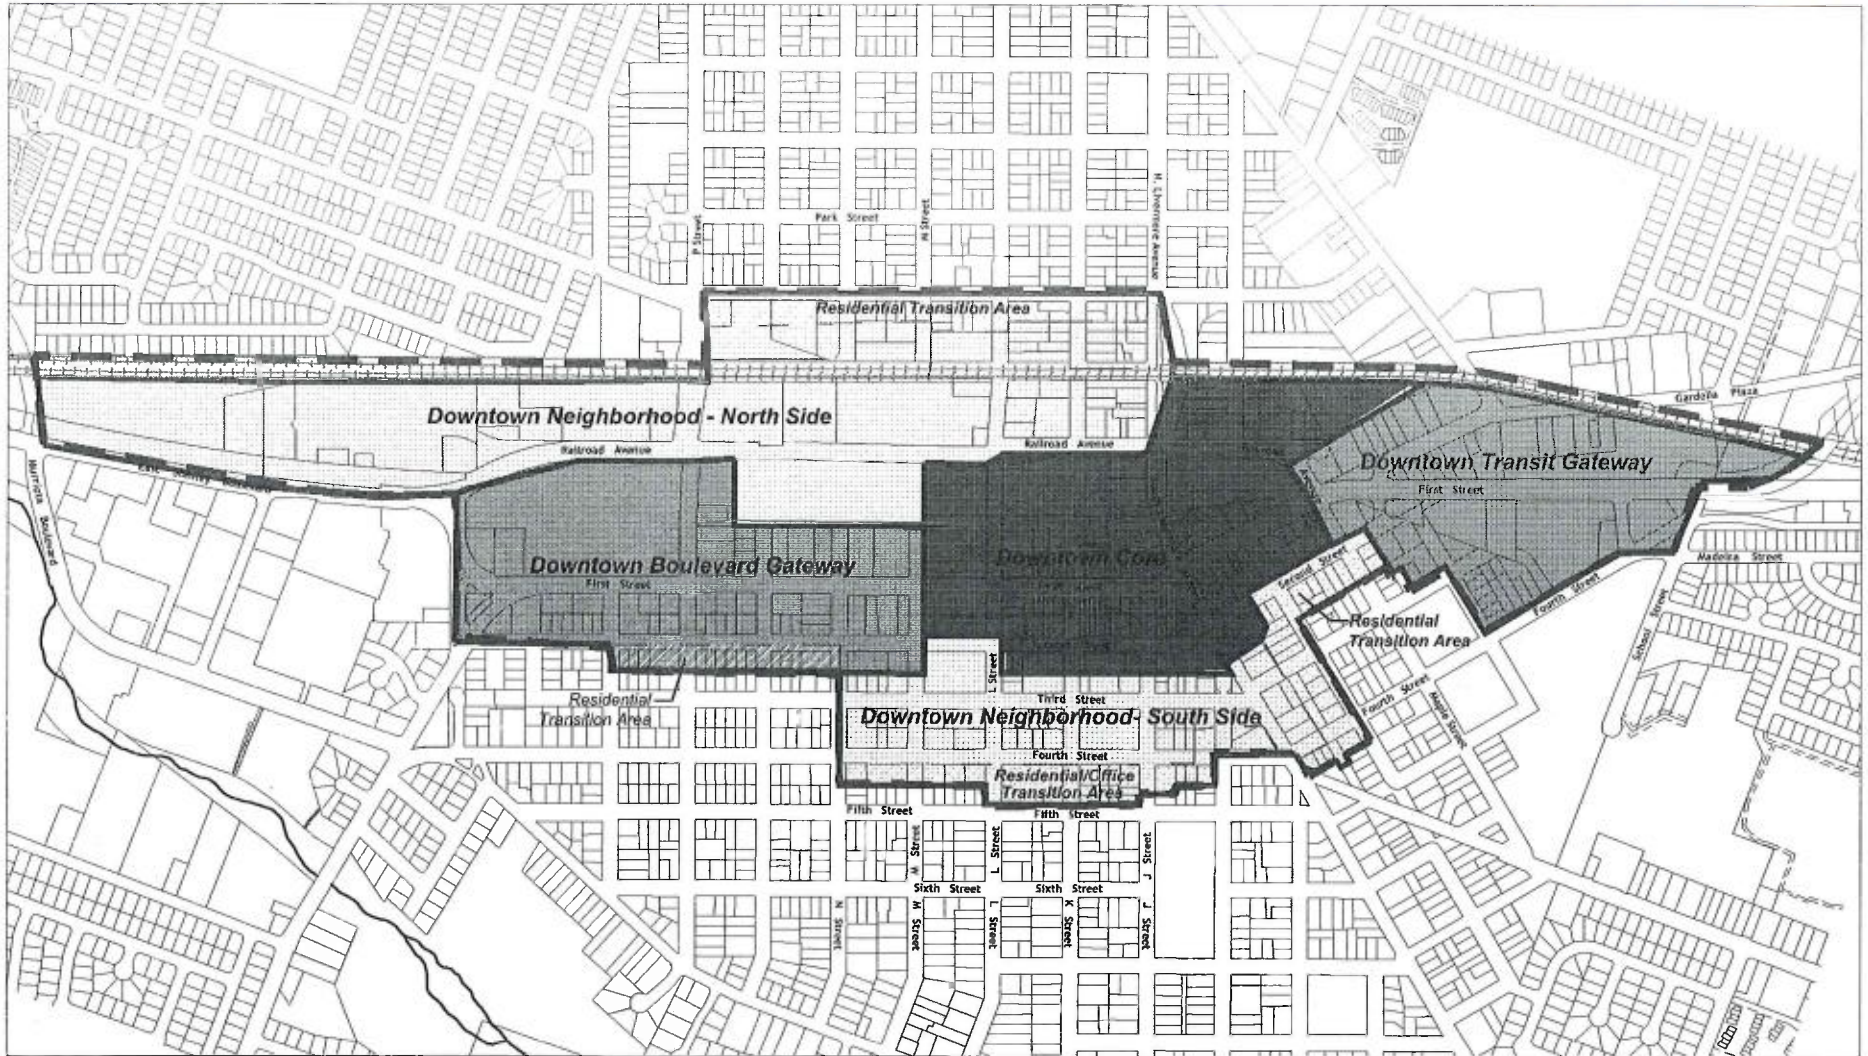 Park Street
P Street
N Street
N. Livermore Avenue
Residential Transition Area
Gardella Plaza
Downtown Neighborhood - North Side
Railroad Avenue
Railroad Avenue
Downtown Transit Gateway
First Street
Murrieta Boulevard
Downtown Core
Downtown Boulevard Gateway
First Street
Second Street
Madeira Street
Fourth Street
School Street
Residential
Transition Area
L Street
Residential
Transition Area
Third Street
Downtown Neighborhood- South Side
Fourth Street
Maple Street
Fourth Street
Residential/Office
Transition Area
Fifth Street
Fifth Street
Street
L Street
Street J
Sixth Street
Sixth Street
N Street
M Street
L Street
K Street
J Street